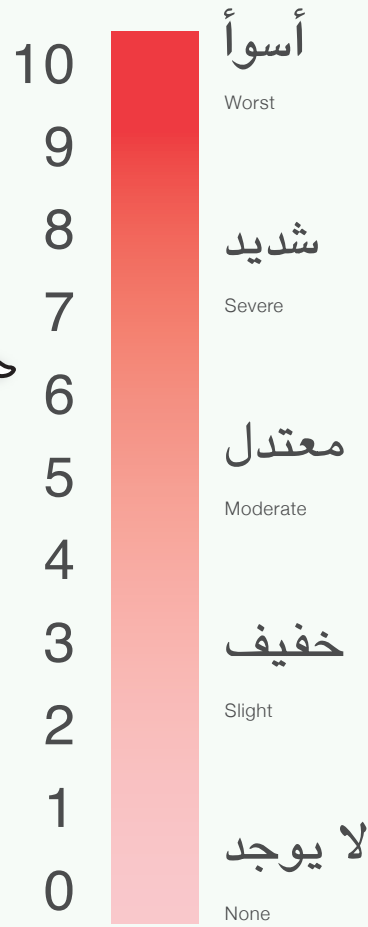 10
أسوأ
Worst
9
8
شديد
Severe
7
6
معتدل
5
Moderate
4
3
خفيف
Slight
2
1
لا يوجد
0
None